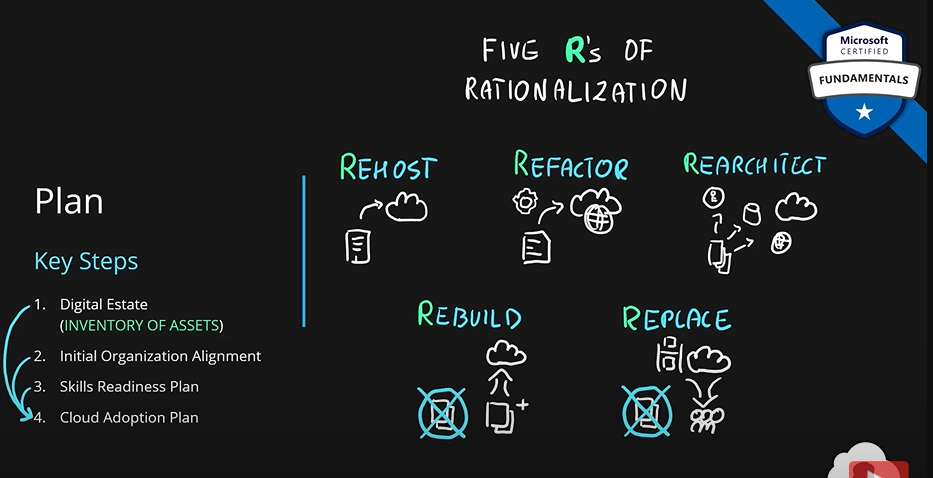 FIVE R's OF
RATIONALIZATION
Microsoft
CERTIFIED
FUNDAMENTALS
Plan
Key Steps
1. Digital Estate
(INVENTORY OF ASSETS)
2. Initial Organization Alignment
3. Skills Readiness Plan
4. Cloud Adoption Plan
REHOST
REFACTOR
REARCHITECT
REBUILD
REPLACE